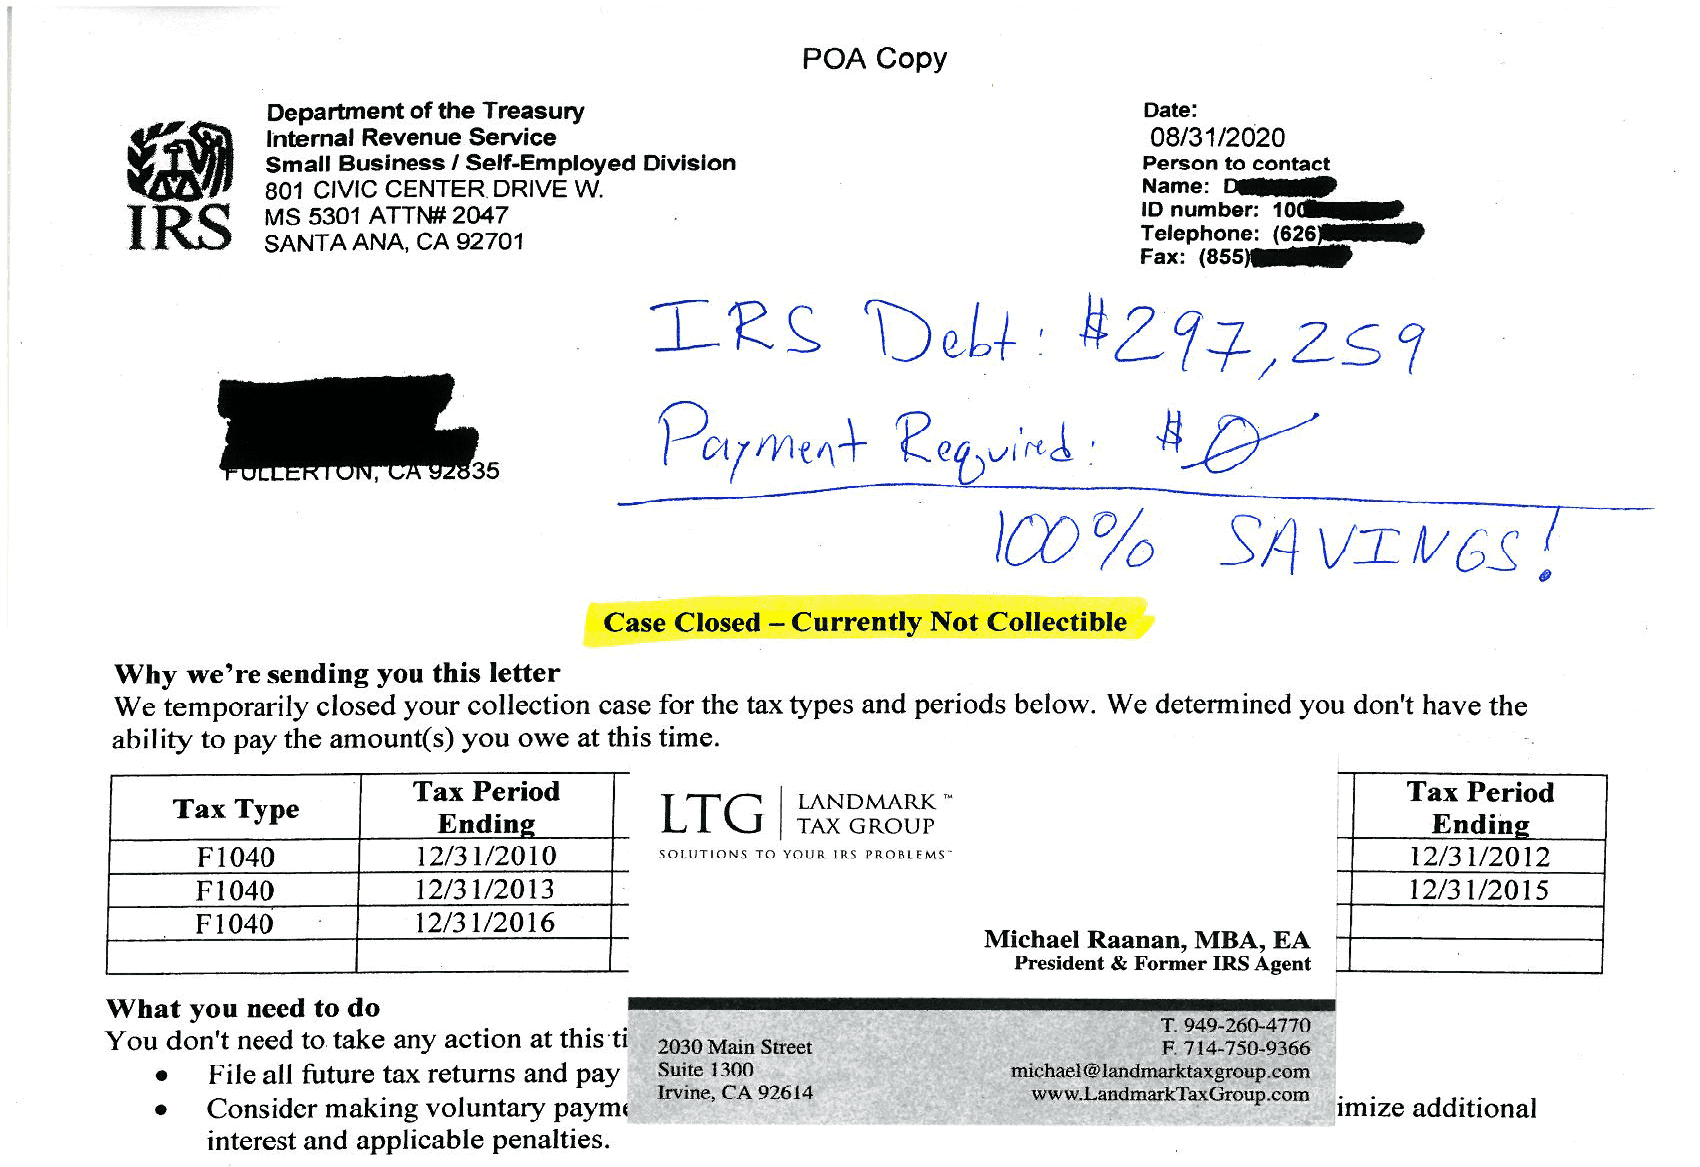 POA Copy
Department of the Treasury
Internal Revenue Service
Small Business / Self-Employed Division
801 CIVIC CENTER DRIVE W.
MS 5301 ATTN# 2047
SANTA ANA, CA 92701
IRS
Date:
08/31/2020
Person to contact
Name: D
ID number: 100
Telephone: (626)
Fax: (855)
IRS Debt: $297,259
Payment Required: $0
100% SAVINGS!
FULLERTON, CA 92835
Case Closed – Currently Not Collectible
Why we're sending you this letter
We temporarily closed your collection case for the tax types and periods below. We determined you don't have the
ability to pay the amount(s) you owe at this time.
Tax Type Tax Period Ending Tax Period Ending
F1040 12/31/2010 12/31/2012
F1040 12/31/2013 12/31/2015
F1040 12/31/2016
LTG LANDMARK ™
TAX GROUP
SOLUTIONS TO YOUR IRS PROBLEMS
Michael Raanan, MBA, EA
President & Former IRS Agent
2030 Main Street
Suite 1300
Irvine, CA 92614
T. 949-260-4770
F. 714-750-9366
michael@landmarktaxgroup.com
www.LandmarkTaxGroup.com
What you need to do
You don't need to take any action at this ti
• File all future tax returns and pay
• Consider making voluntary payme imize additional
interest and applicable penalties.